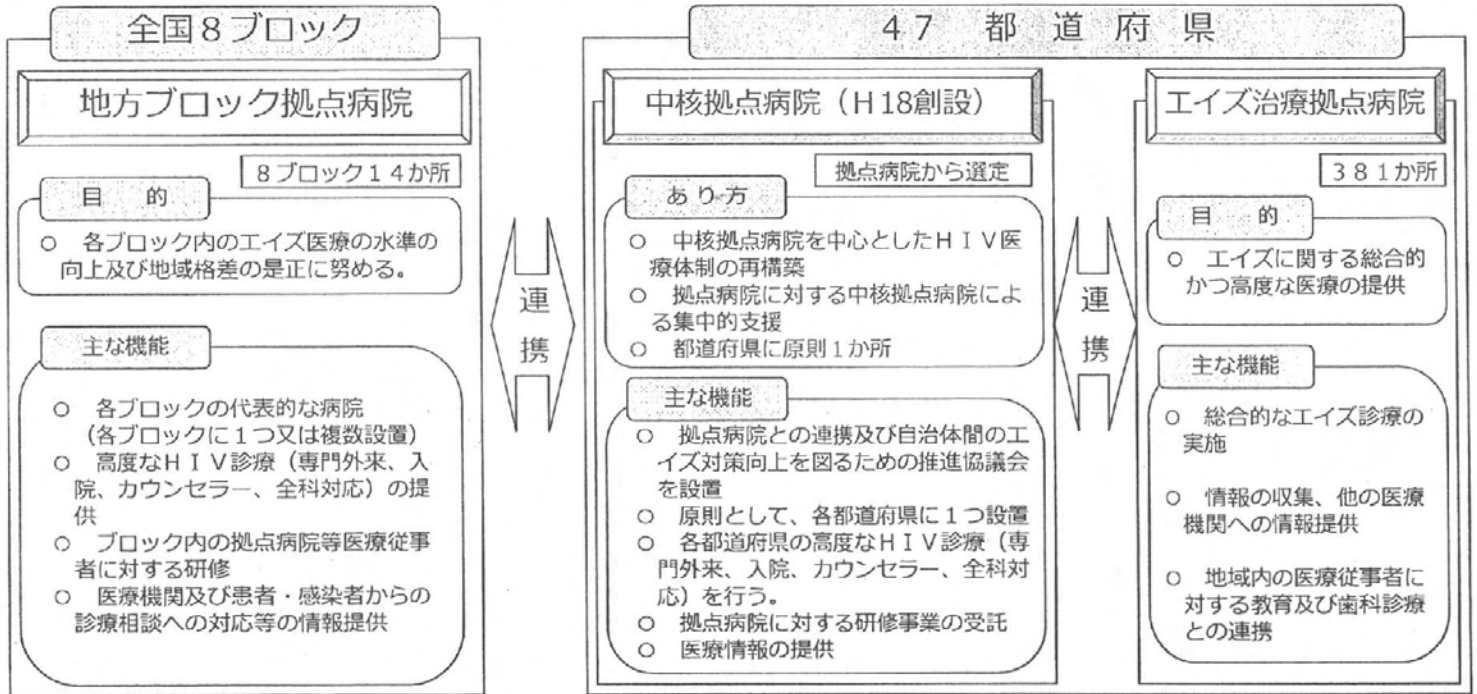 全国８ブロック
地方ブロック拠点病院
８ブロック１４か所
目　的
○　各ブロック内のエイズ医療の水準の
向上及び地域格差の是正に努める。
主な機能
○　各ブロックの代表的な病院
（各ブロックに１つ又は複数設置）
○　高度なＨＩＶ診療（専門外来、入
院、カウンセラー、全科対応）の提
供
○　ブロック内の拠点病院等医療従事
者に対する研修
○　医療機関及び患者・感染者からの
診療相談への対応等の情報提供
連
携
４７　都　道　府　県
中核拠点病院（Ｈ18創設）
拠点病院から選定
あり方
○　中核拠点病院を中心としたＨＩＶ医
療体制の再構築
○　拠点病院に対する中核拠点病院によ
る集中的支援
○　都道府県に原則１か所
主な機能
○　拠点病院との連携及び自治体間のエ
イズ対策向上を図るための推進協議会
を設置
○　原則として、各都道府県に１つ設置
○　各都道府県の高度なＨＩＶ診療（専
門外来、入院、カウンセラー、全科対
応）を行う。
○　拠点病院に対する研修事業の受託
○　医療情報の提供
連
携
エイズ治療拠点病院
３８１か所
目　的
○　エイズに関する総合的
かつ高度な医療の提供
主な機能
○　総合的なエイズ診療の
実施
○　情報の収集、他の医療
機関への情報提供
○　地域内の医療従事者に
対する教育及び歯科診療
との連携